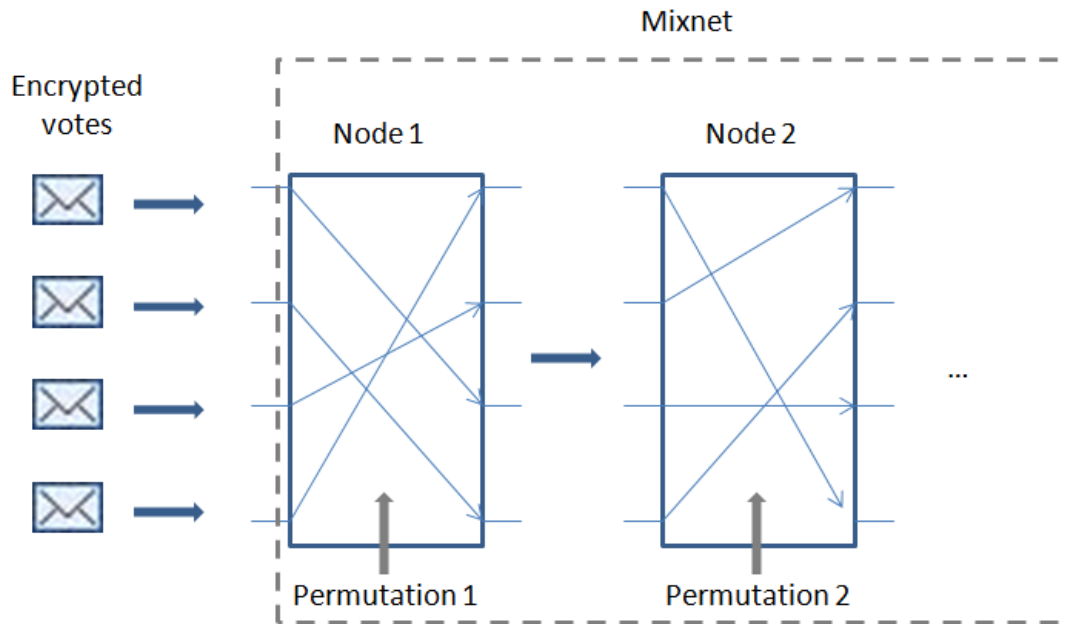 Mixnet
Encrypted
votes
Node 1
Node 2
...
Permutation 1
Permutation 2